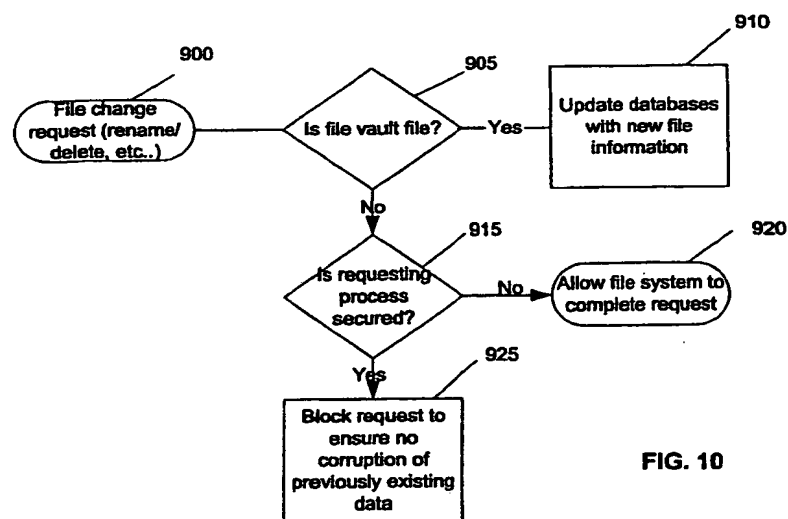 900
File change
request (rename/
delete, etc..)
905
Is file vault file?
Yes
910
Update databases
with new file
information
No
915
Is requesting
process
secured?
No
920
Allow file system to
complete request
Yes
925
Block request to
ensure no
corruption of
previously existing
data
FIG. 10